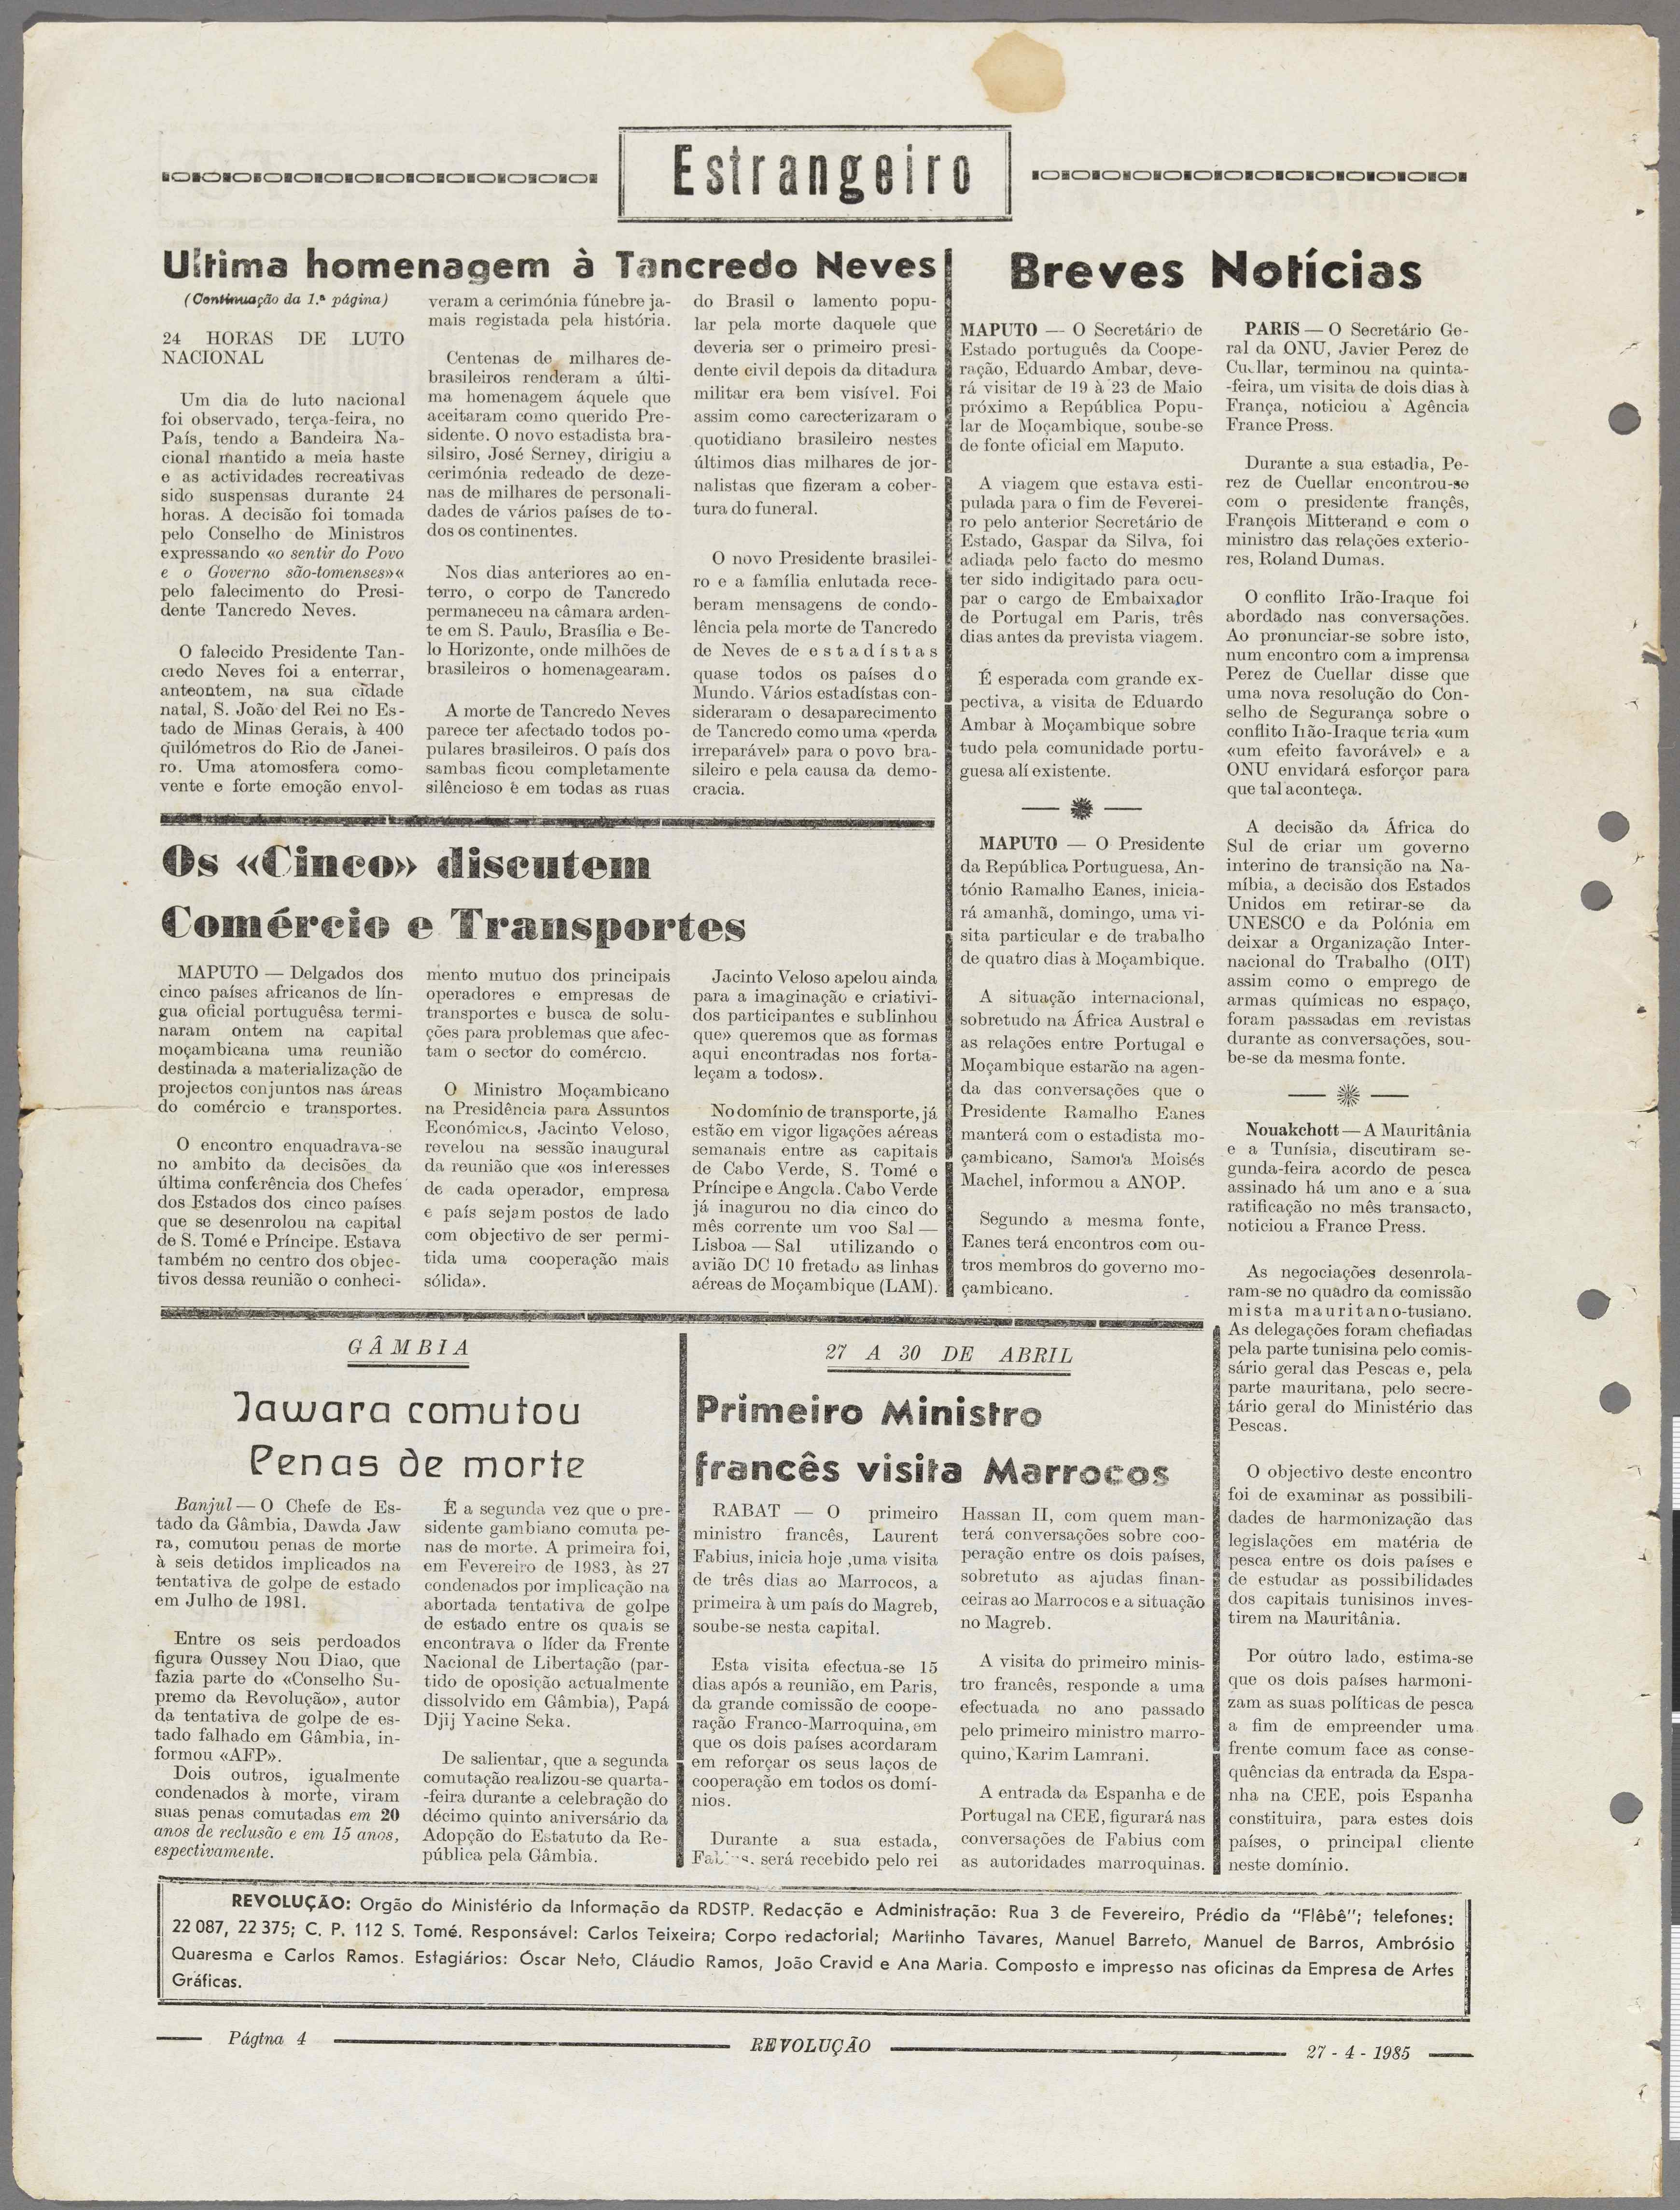 Estrangeiro
Ultima homenagem à Tancredo Neves
(Continuação da 1.ª página)
24 HORAS DE LUTO
NACIONAL
Um dia de luto nacional
foi observado, terça-feira, no
País, tendo a Bandeira Na-
cional mantido a meia haste
e as actividades recreativas
sido suspensas durante 24
horas. A decisão foi tomada
pelo Conselho de Ministros
expressando «o sentir do Povo
e o Governo são-tomenses»«
pelo falecimento do Presi-
dente Tancredo Neves.
O falecido Presidente Tan-
credo Neves foi a enterrar,
anteontem, na sua cidade
natal, S. João del Rei no Es-
tado de Minas Gerais, à 400
quilómetros do Rio de Janei-
ro. Uma atomosfera como-
vente e forte emoção envol-
veram a cerimónia fúnebre ja-
mais registada pela história.
Centenas de milhares de-
brasileiros renderam a últi-
ma homenagem áquele que
aceitaram como querido Pre-
sidente. O novo estadista bra-
silsiro, José Serney, dirigiu a
cerimónia redeado de deze-
nas de milhares de personali-
dades de vários países de to-
dos os continentes.
Nos dias anteriores ao en-
terro, o corpo de Tancredo
permaneceu na câmara arden-
te em S. Paulo, Brasília e Be-
lo Horizonte, onde milhões de
brasileiros o homenagearam.
A morte de Tancredo Neves
parece ter afectado todos po-
pulares brasileiros. O país dos
sambas ficou completamente
silêncioso e em todas as ruas
do Brasil o lamento popu-
lar pela morte daquele que
deveria ser o primeiro presi-
dente civil depois da ditadura
militar era bem visível. Foi
assim como carecterizaram o
quotidiano brasileiro nestes
últimos dias milhares de jor-
nalistas que fizeram a cober-
tura do funeral.
O novo Presidente brasilei-
ro e a família enlutada rece-
beram mensagens de condo-
lência pela morte de Tancredo
de Neves de estadístas
quase todos os países do
Mundo. Vários estadístas con-
sideraram o desaparecimento
de Tancredo como uma «perda
irreparável» para o povo bra-
sileiro e pela causa da demo-
cracia.
Os «Cinco» discutem
Comércio e Transportes
MAPUTO — Delgados dos
cinco países africanos de lín-
gua oficial portuguêsa termi-
naram ontem na capital
moçambicana uma reunião
destinada a materialização de
projectos conjuntos nas áreas
do comércio e transportes.
O encontro enquadrava-se
no ambito da decisões da
última conferência dos Chefes
dos Estados dos cinco países
que se desenrolou na capital
de S. Tomé e Príncipe. Estava
também no centro dos objec-
tivos dessa reunião o conheci-
mento mutuo dos principais
operadores e empresas de
transportes e busca de solu-
ções para problemas que afec-
tam o sector do comércio.
O Ministro Moçambicano
na Presidência para Assuntos
Económicos, Jacinto Veloso,
revelou na sessão inaugural
da reunião que «os interesses
de cada operador, empresa
e país sejam postos de lado
com objectivo de ser permi-
tida uma cooperação mais
sólida».
Jacinto Veloso apelou ainda
para a imaginação e criativi-
dos participantes e sublinhou
que» queremos que as formas
aqui encontradas nos forta-
leçam a todos».
No domínio de transporte, já
estão em vigor ligações aéreas
semanais entre as capitais
de Cabo Verde, S. Tomé e
Príncipe e Angola. Cabo Verde
já inagurou no dia cinco do
mês corrente um voo Sal —
Lisboa — Sal utilizando o
avião DC 10 fretado as linhas
aéreas de Moçambique (LAM).
Breves Notícias
MAPUTO — O Secretário de
Estado português da Coope-
ração, Eduardo Ambar, deve-
rá visitar de 19 à 23 de Maio
próximo a República Popu-
lar de Moçambique, soube-se
de fonte oficial em Maputo.
A viagem que estava esti-
pulada para o fim de Feverei-
ro pelo anterior Secretário de
Estado, Gaspar da Silva, foi
adiada pelo facto do mesmo
ter sido indigitado para ocu-
par o cargo de Embaixador
de Portugal em Paris, três
dias antes da prevista viagem.
É esperada com grande ex-
pectiva, a visita de Eduardo
Ambar à Moçambique sobre
tudo pela comunidade portu-
guesa alí existente.
MAPUTO — O Presidente
da República Portuguesa, An-
tónio Ramalho Eanes, inicia-
rá amanhã, domingo, uma vi-
sita particular e de trabalho
de quatro dias à Moçambique.
A situação internacional,
sobretudo na África Austral e
as relações entre Portugal e
Moçambique estarão na agen-
da das conversações que o
Presidente Ramalho Eanes
manterá com o estadista mo-
çambicano, Samora Moisés
Machel, informou a ANOP.
Segundo a mesma fonte,
Eanes terá encontros com ou-
tros membros do governo mo-
çambicano.
PARIS — O Secretário Ge-
ral da ONU, Javier Perez de
Cuellar, terminou na quinta-
-feira, um visita de dois dias à
França, noticiou a Agência
France Press.
Durante a sua estadia, Pe-
rez de Cuellar encontrou-se
com o presidente francês,
François Mitterand e com o
ministro das relações exterio-
res, Roland Dumas.
O conflito Irão-Iraque foi
abordado nas conversações.
Ao pronunciar-se sobre isto,
num encontro com a imprensa
Perez de Cuellar disse que
uma nova resolução do Con-
selho de Segurança sobre o
conflito Irão-Iraque teria «um
«um efeito favorável» e a
ONU envidará esforçor para
que tal aconteça.
A decisão da África do
Sul de criar um governo
interino de transição na Na-
míbia, a decisão dos Estados
Unidos em retirar-se da
UNESCO e da Polónia em
deixar a Organização Inter-
nacional do Trabalho (OIT)
assim como o emprego de
armas químicas no espaço,
foram passadas em revistas
durante as conversações, sou-
be-se da mesma fonte.
Nouakchott — A Mauritânia
e a Tunísia, discutiram se-
gunda-feira acordo de pesca
assinado há um ano e a sua
ratificação no mês transacto,
noticiou a France Press.
As negociações desenrola-
ram-se no quadro da comissão
mista mauritano-tusiano.
As delegações foram chefiadas
pela parte tunisina pelo comis-
sário geral das Pescas e, pela
parte mauritana, pelo secre-
tário geral do Ministério das
Pescas.
O objectivo deste encontro
foi de examinar as possibili-
dades de harmonização das
legislações em matéria de
pesca entre os dois países e
de estudar as possibilidades
dos capitais tunisinos inves-
tirem na Mauritânia.
Por outro lado, estima-se
que os dois países harmoni-
zam as suas políticas de pesca
a fim de empreender uma
frente comum face as conse-
quências da entrada da Espa-
nha na CEE, pois Espanha
constituira, para estes dois
países, o principal cliente
neste domínio.
GÂMBIA
Jawara comutou
Penas de morte
Banjul — O Chefe de Es-
tado da Gâmbia, Dawda Jaw
ra, comutou penas de morte
à seis detidos implicados na
tentativa de golpe de estado
em Julho de 1981.
Entre os seis perdoados
figura Oussey Nou Diao, que
fazia parte do «Conselho Su-
premo da Revolução», autor
da tentativa de golpe de es-
tado falhado em Gâmbia, in-
formou «AFP».
Dois outros, igualmente
condenados à morte, viram
suas penas comutadas em 20
anos de reclusão e em 15 anos,
espectivamente.
É a segunda vez que o pre-
sidente gambiano comuta pe-
nas de morte. A primeira foi,
em Fevereiro de 1983, às 27
condenados por implicação na
abortada tentativa de golpe
de estado entre os quais se
encontrava o líder da Frente
Nacional de Libertação (par-
tido de oposição actualmente
dissolvido em Gâmbia), Papá
Djij Yacine Seka.
De salientar, que a segunda
comutação realizou-se quarta-
-feira durante a celebração do
décimo quinto aniversário da
Adopção do Estatuto da Re-
pública pela Gâmbia.
27 A 30 DE ABRIL
Primeiro Ministro
francês visita Marrocos
RABAT — O primeiro
ministro francês, Laurent
Fabius, inicia hoje ,uma visita
de três dias ao Marrocos, a
primeira à um país do Magreb,
soube-se nesta capital.
Esta visita efectua-se 15
dias após a reunião, em Paris,
da grande comissão de coope-
ração Franco-Marroquina, em
que os dois países acordaram
em reforçar os seus laços de
cooperação em todos os domí-
nios.
Durante a sua estada,
será recebido pelo rei
Hassan II, com quem man-
terá conversações sobre coo-
peração entre os dois países,
sobretuto as ajudas finan-
ceiras ao Marrocos e a situação
no Magreb.
A visita do primeiro minis-
tro francês, responde a uma
efectuada no ano passado
pelo primeiro ministro marro-
quino, Karim Lamrani.
A entrada da Espanha e de
Portugal na CEE, figurará nas
conversações de Fabius com
as autoridades marroquinas.
REVOLUÇÃO: Orgão do Ministério da Informação da RDSTP. Redacção e Administração: Rua 3 de Fevereiro, Prédio da "Flêbê"; telefones:
22 087, 22 375; C. P. 112 S. Tomé. Responsável: Carlos Teixeira; Corpo redactorial; Martinho Tavares, Manuel Barreto, Manuel de Barros, Ambrósio
Quaresma e Carlos Ramos. Estagiários: Óscar Neto, Cláudio Ramos, João Cravid e Ana Maria. Composto e impresso nas oficinas da Empresa de Artes
Gráficas.
Página 4
REVOLUÇÃO
27 - 4 - 1985